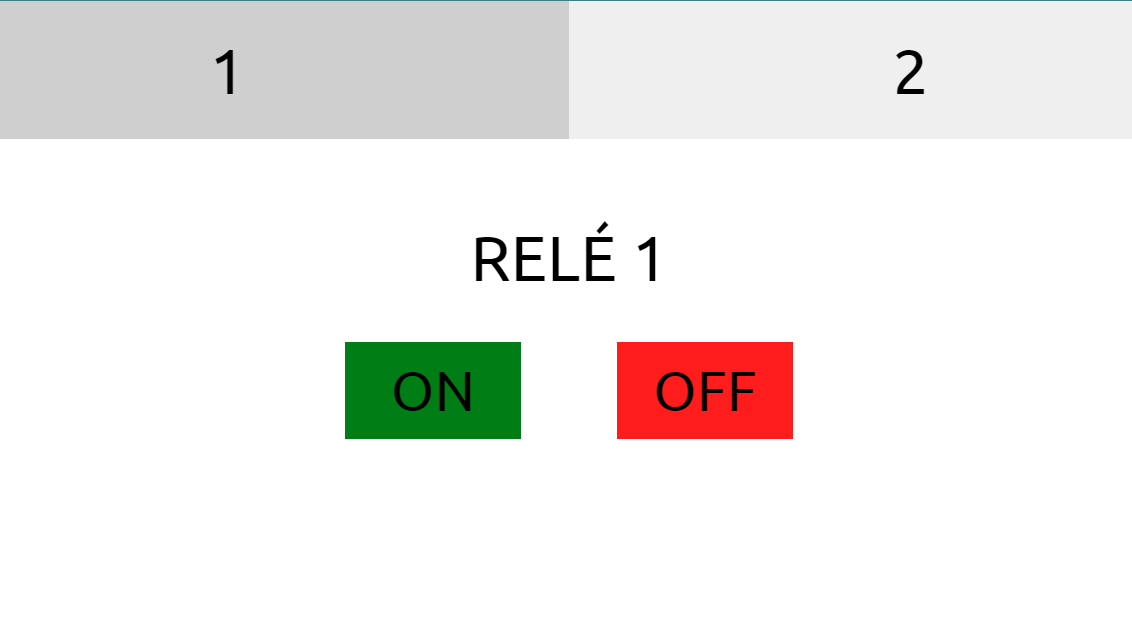 1 2
RELÉ 1
ON OFF